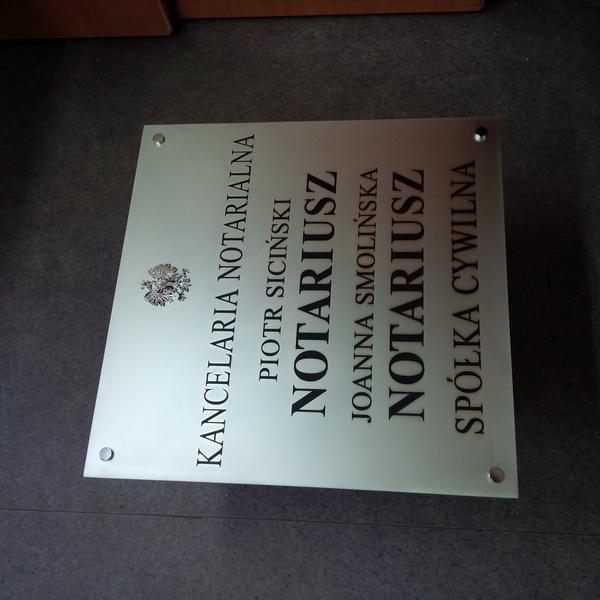 KANCELARIA NOTARIALNA
PIOTR SICIŃSKI
NOTARIUSZ
JOANNA SMOLIŃSKA
NOTARIUSZ
SPÓŁKA CYWILNA